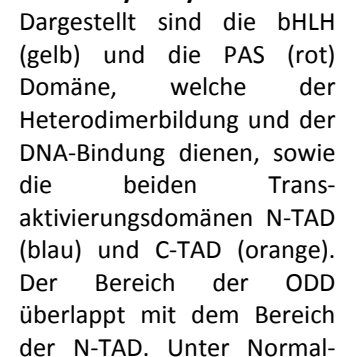 Dargestellt sind die bHLH
(gelb) und die PAS (rot)
Domäne, welche der
Heterodimerbildung und der
DNA-Bindung dienen, sowie
die beiden Trans-
aktivierungsdomänen N-TAD
(blau) und C-TAD (orange).
Der Bereich der ODD
überlappt mit dem Bereich
der N-TAD. Unter Normal-